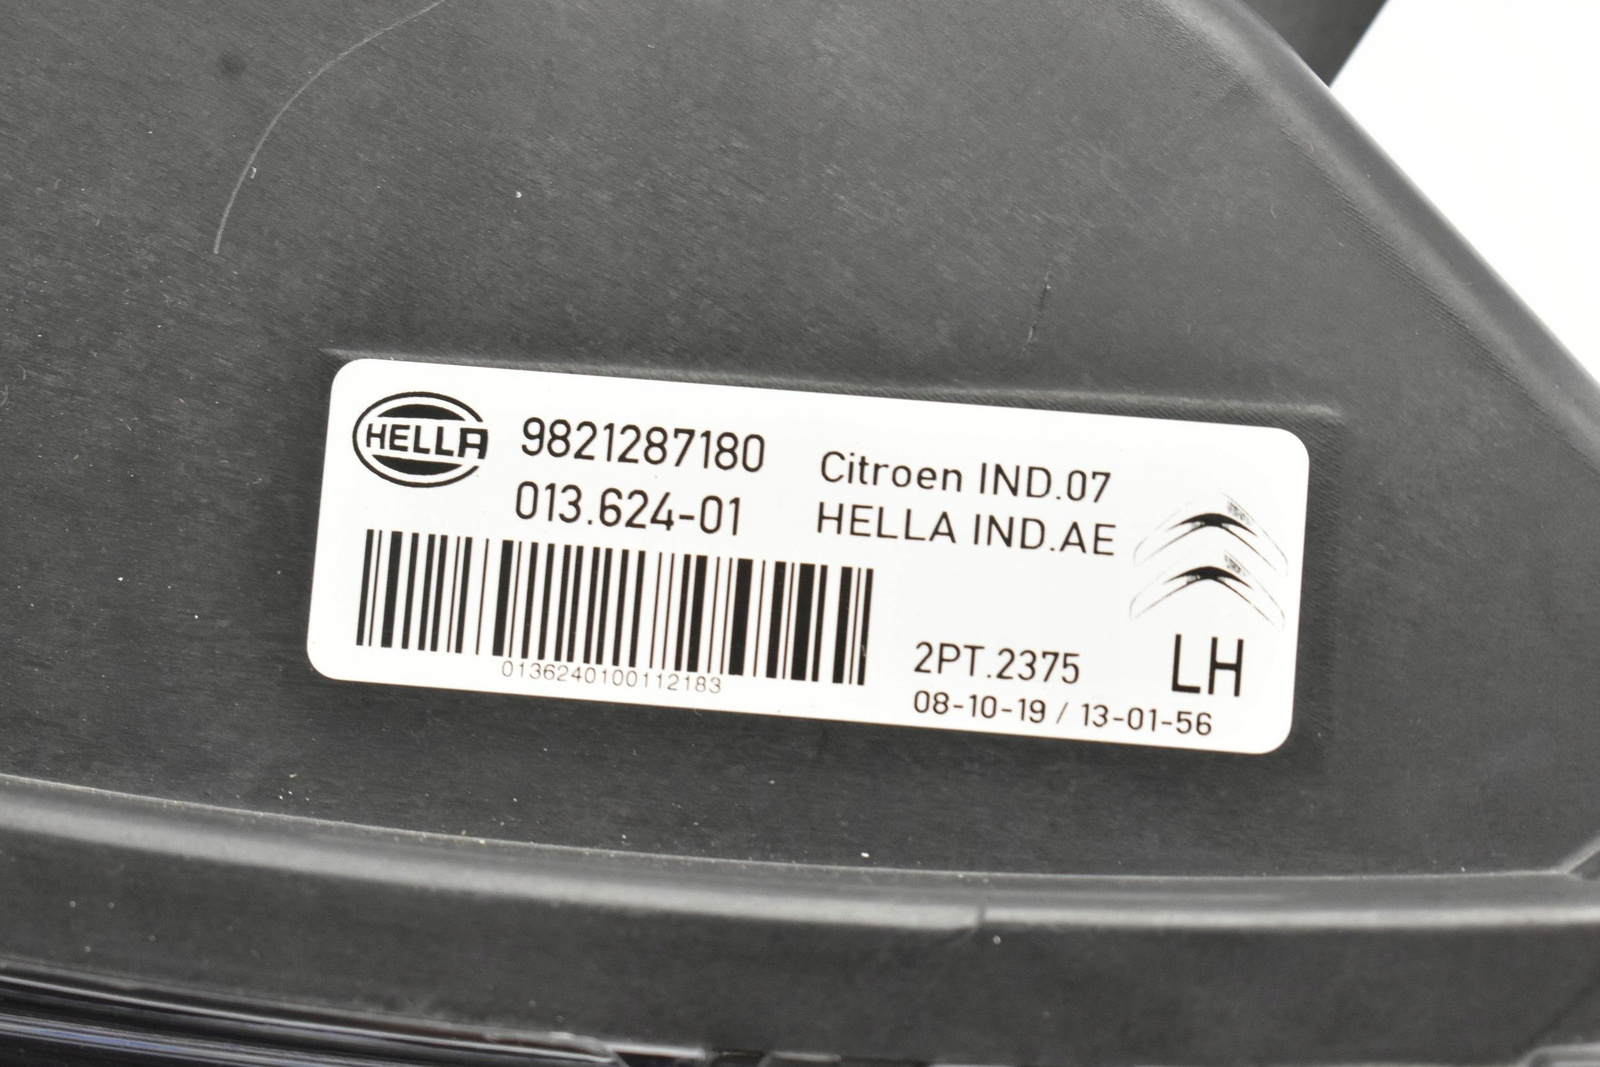 HELLA
9821287180
013.624-01
Citroen IND.07
HELLA IND.AE
0136240100112183
2PT.2375
LH
08-10-19 / 13-01-56